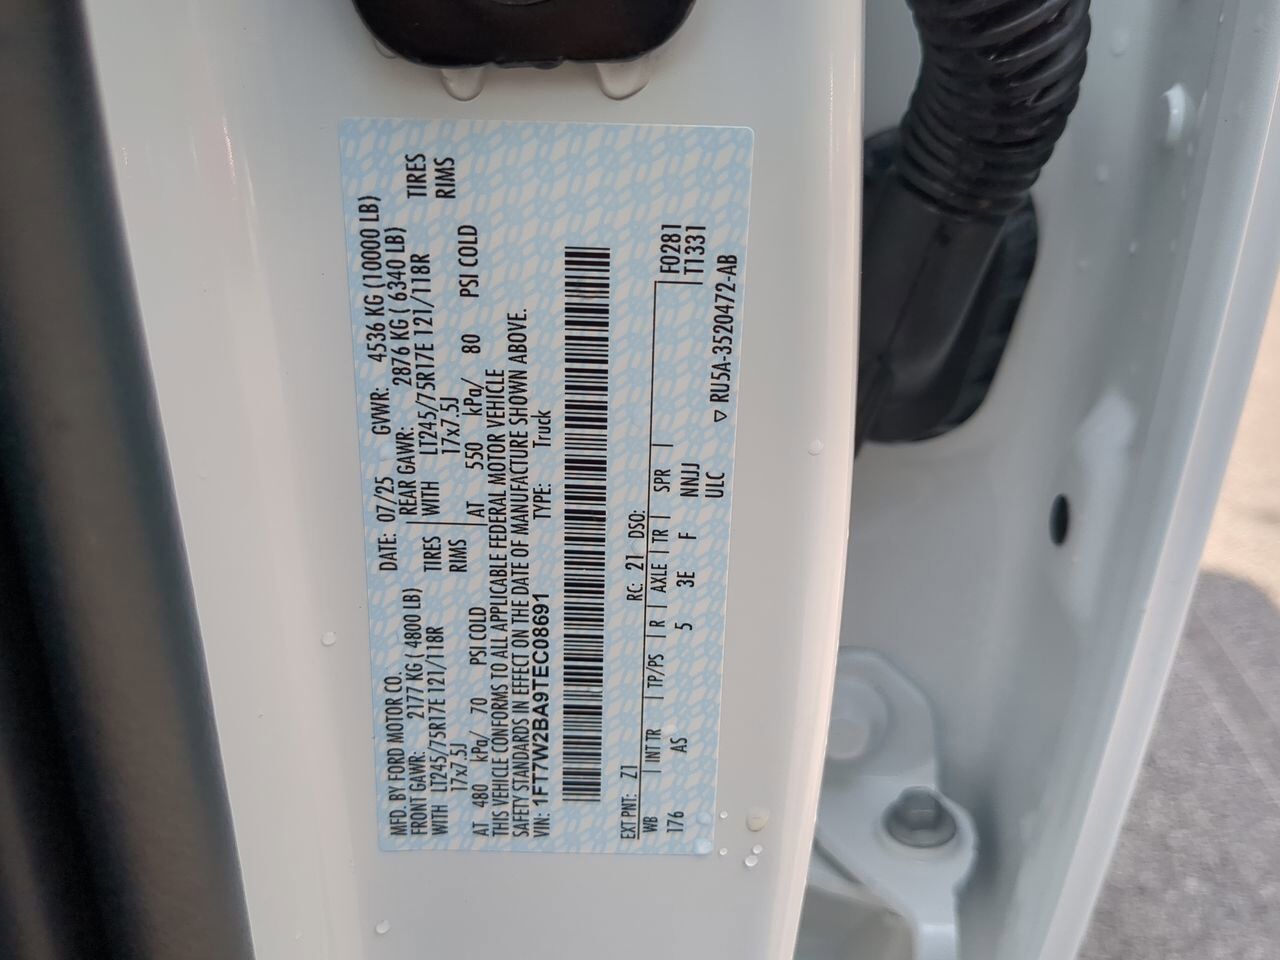 MFD. BY FORD MOTOR CO.
DATE: 07/25 GVWR: 4536 KG (10000 LB)
FRONT GAWR: 2177 KG ( 4800 LB) REAR GAWR: 2876 KG ( 6340 LB)
WITH LT245/75R17E 121/118R TIRES WITH LT245/75R17E 121/118R TIRES
17x7.5J RIMS 17x7.5J RIMS
AT 480 kPa/ 70 PSI COLD AT 550 kPa/ 80 PSI COLD
THIS VEHICLE CONFORMS TO ALL APPLICABLE FEDERAL MOTOR VEHICLE
SAFETY STANDARDS IN EFFECT ON THE DATE OF MANUFACTURE SHOWN ABOVE.
VIN: 1FT7W2BA9TEC08691 TYPE: Truck
EXT PNT: Z1 RC: 21 DSO: F0281
WB INT TR TP/PS R AXLE TR SPR T1331
176 AS 5 3E F NNJJ
ULC
▽ RU5A-3520472-AB